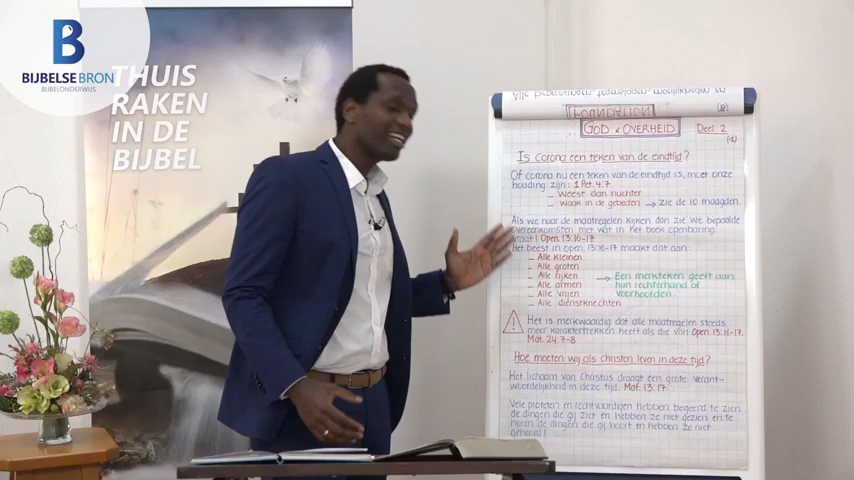 BIJBELSE BRON
BIJBELONDERWIJS
THUIS
RAKEN
IN DE
BIJBEL
FOUNDATION
GOD & OVERHEID
Deel 2
Is Corona een teken van de eindtijd?
Of corona nu een teken van de eindtijd is, moet onze
houding zijn: 1 Pet. 4:7
- Weest dan nuchter
- Waak in de gebeden → Zie de 10 maagden.
Als we naar de maatregelen kijken dan zie we bepaalde
overeenkomsten met wat in het boek openbaring
staat! Open. 13:16-17
Het beest in open. 13:16-17 maakt dat aan:
- Alle Kleinen
- Alle groten
- Alle rijken → Een merkteken geeft aan
- Alle armen hun rechterhand of
- Alle vrijen voorhoofden.
- Alle dienstknechten
Het is merkwaardig dat alle maatregelen steeds
meer karaktertrekken heeft als die van Open. 13:16-17.
Mat. 24:7-8
Hoe moeten wij als christen leven in deze tijd?
Het lichaam van Christus draagt een grote verant-
woordelijkheid in deze tijd. Mat. 13:17
Vele profeten en rechtvaardigen hebben begeerd te zien
de dingen die gij ziet en hebben ze niet gezien en te
horen de dingen die gij hoort en hebben ze niet
gehoord!